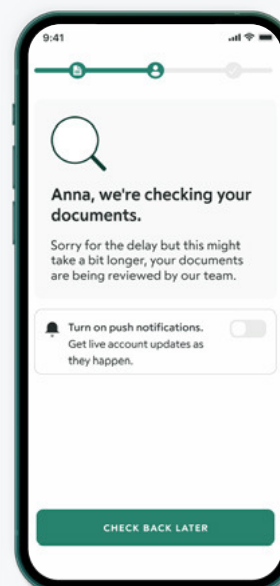 9:41
Anna, we're checking your
documents.
Sorry for the delay but this might
take a bit longer, your documents
are being reviewed by our team.
Turn on push notifications.
Get live account updates as
they happen.
CHECK BACK LATER